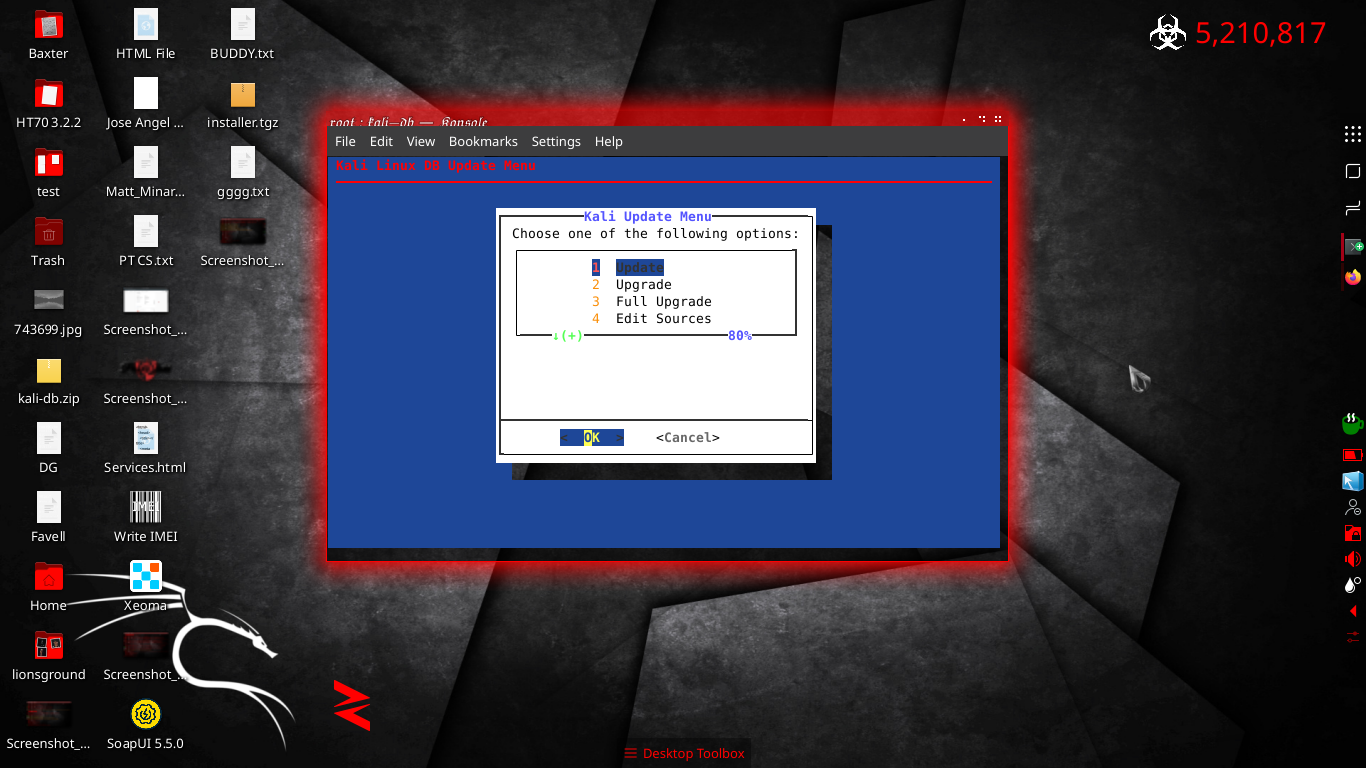 Baxter
HTML File
BUDDY.txt
HT70 3.2.2
Jose Angel ...
installer.tgz
test
Matt_Minar...
gggg.txt
Trash
PT CS.txt
Screenshot_...
743699.jpg
Screenshot_...
kali-db.zip
Screenshot_...
DG
Services.html
Favell
IMEI
Write IMEI
Home
Xeoma
lionsground
Screenshot_...
Screenshot_...
SoapUI 5.5.0
5,210,817
root : kali-db — Konsole
File Edit View Bookmarks Settings Help
Kali Linux DB Update Menu
Kali Update Menu
Choose one of the following options:
1 Update
2 Upgrade
3 Full Upgrade
4 Edit Sources
↓(+) 80%
< OK > <Cancel>
Desktop Toolbox